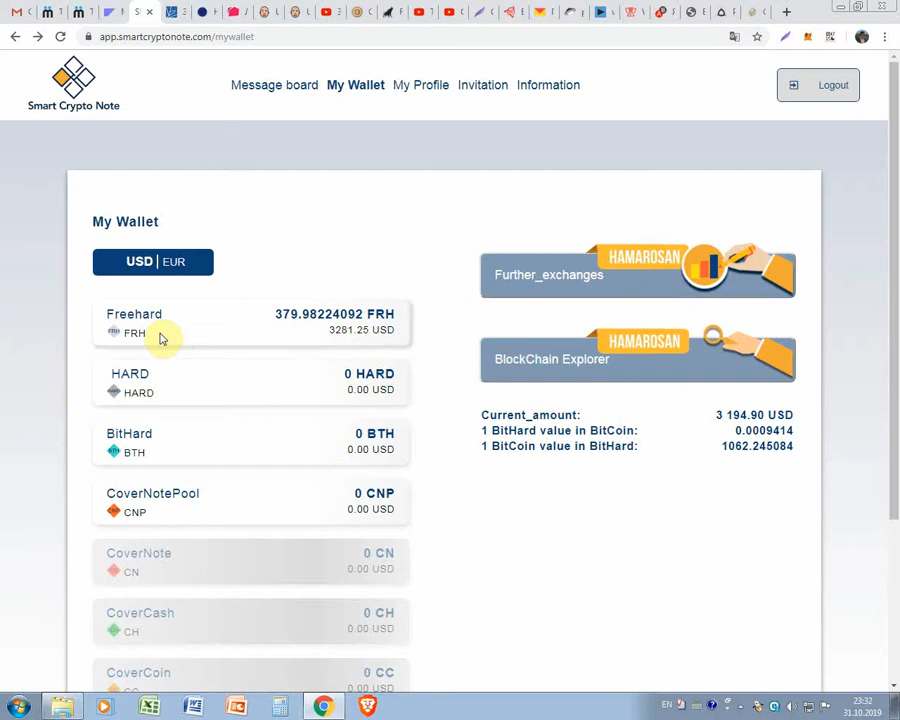 app.smartcryptonote.com/mywallet
Smart Crypto Note
Message board My Wallet My Profile Invitation Information
Logout
My Wallet
USD | EUR
Freehard 379.98224092 FRH
FRH FRH 3281.25 USD
HARD 0 HARD
HARD 0.00 USD
BitHard 0 BTH
BTH BTH 0.00 USD
CoverNotePool 0 CNP
CNP CNP 0.00 USD
CoverNote 0 CN
CN 0.00 USD
CoverCash 0 CH
CH 0.00 USD
CoverCoin 0 CC
HAMAROSAN
Further_exchanges
HAMAROSAN
BlockChain Explorer
Current_amount: 3 194.90 USD
1 BitHard value in BitCoin: 0.0009414
1 BitCoin value in BitHard: 1062.245084
EN
23:32
31.10.2019